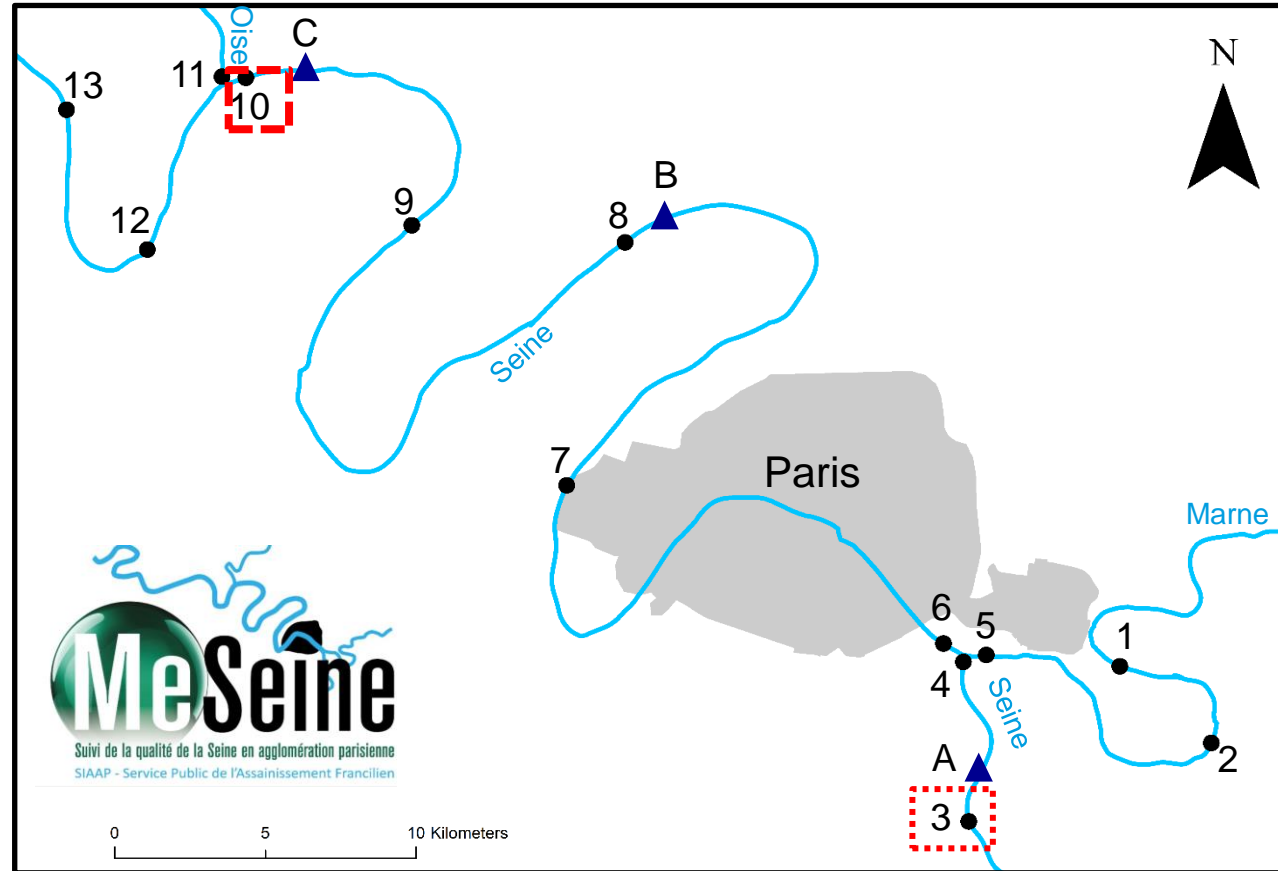 Oise
C
N
11
10
13
B
9
8
12
Seine
7
Paris
Marne
6
5
1
4
Seine
2
A
3
MeSeine
Suivi de la qualité de la Seine en agglomération parisienne
SIAAP - Service Public de l'Assainissement Francilien
0
5
10 Kilometers